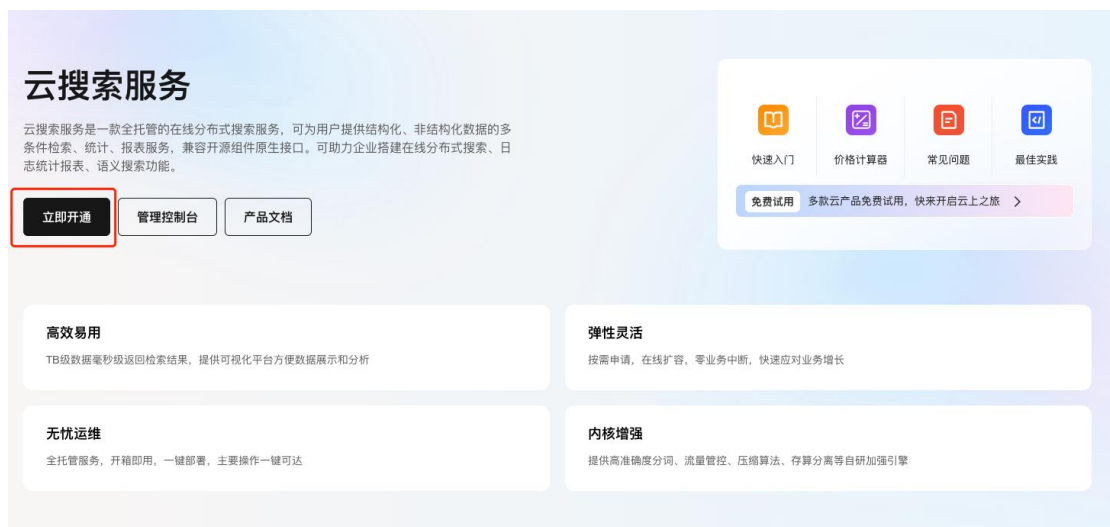 云搜索服务
云搜索服务是一款全托管的在线分布式搜索服务，可为用户提供结构化、非结构化数据的多
条件检索、统计、报表服务，兼容开源组件原生接口。可助力企业搭建在线分布式搜索、日
志统计报表、语义搜索功能。
立即开通 管理控制台 产品文档
快速入门 价格计算器 常见问题 最佳实践
免费试用 多款云产品免费试用，快来开启云上之旅
高效易用
TB级数据毫秒级返回检索结果，提供可视化平台方便数据展示和分析
弹性灵活
按需申请，在线扩容，零业务中断，快速应对业务增长
无忧运维
全托管服务，开箱即用，一键部署，主要操作一键可达
内核增强
提供高准确度分词、流量管控、压缩算法、存算分离等自研加强引擎